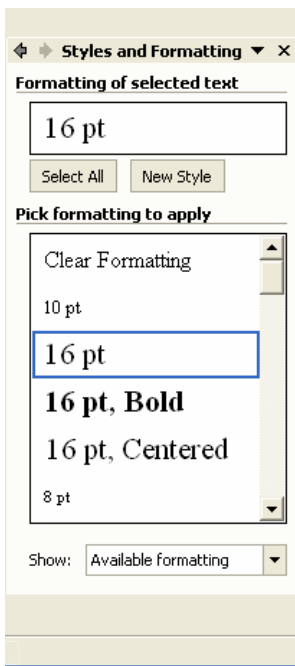 Styles and Formatting
Formatting of selected text
16 pt
Select All New Style
Pick formatting to apply
Clear Formatting
10 pt
16 pt
16 pt, Bold
16 pt, Centered
8 pt
Show: Available formatting